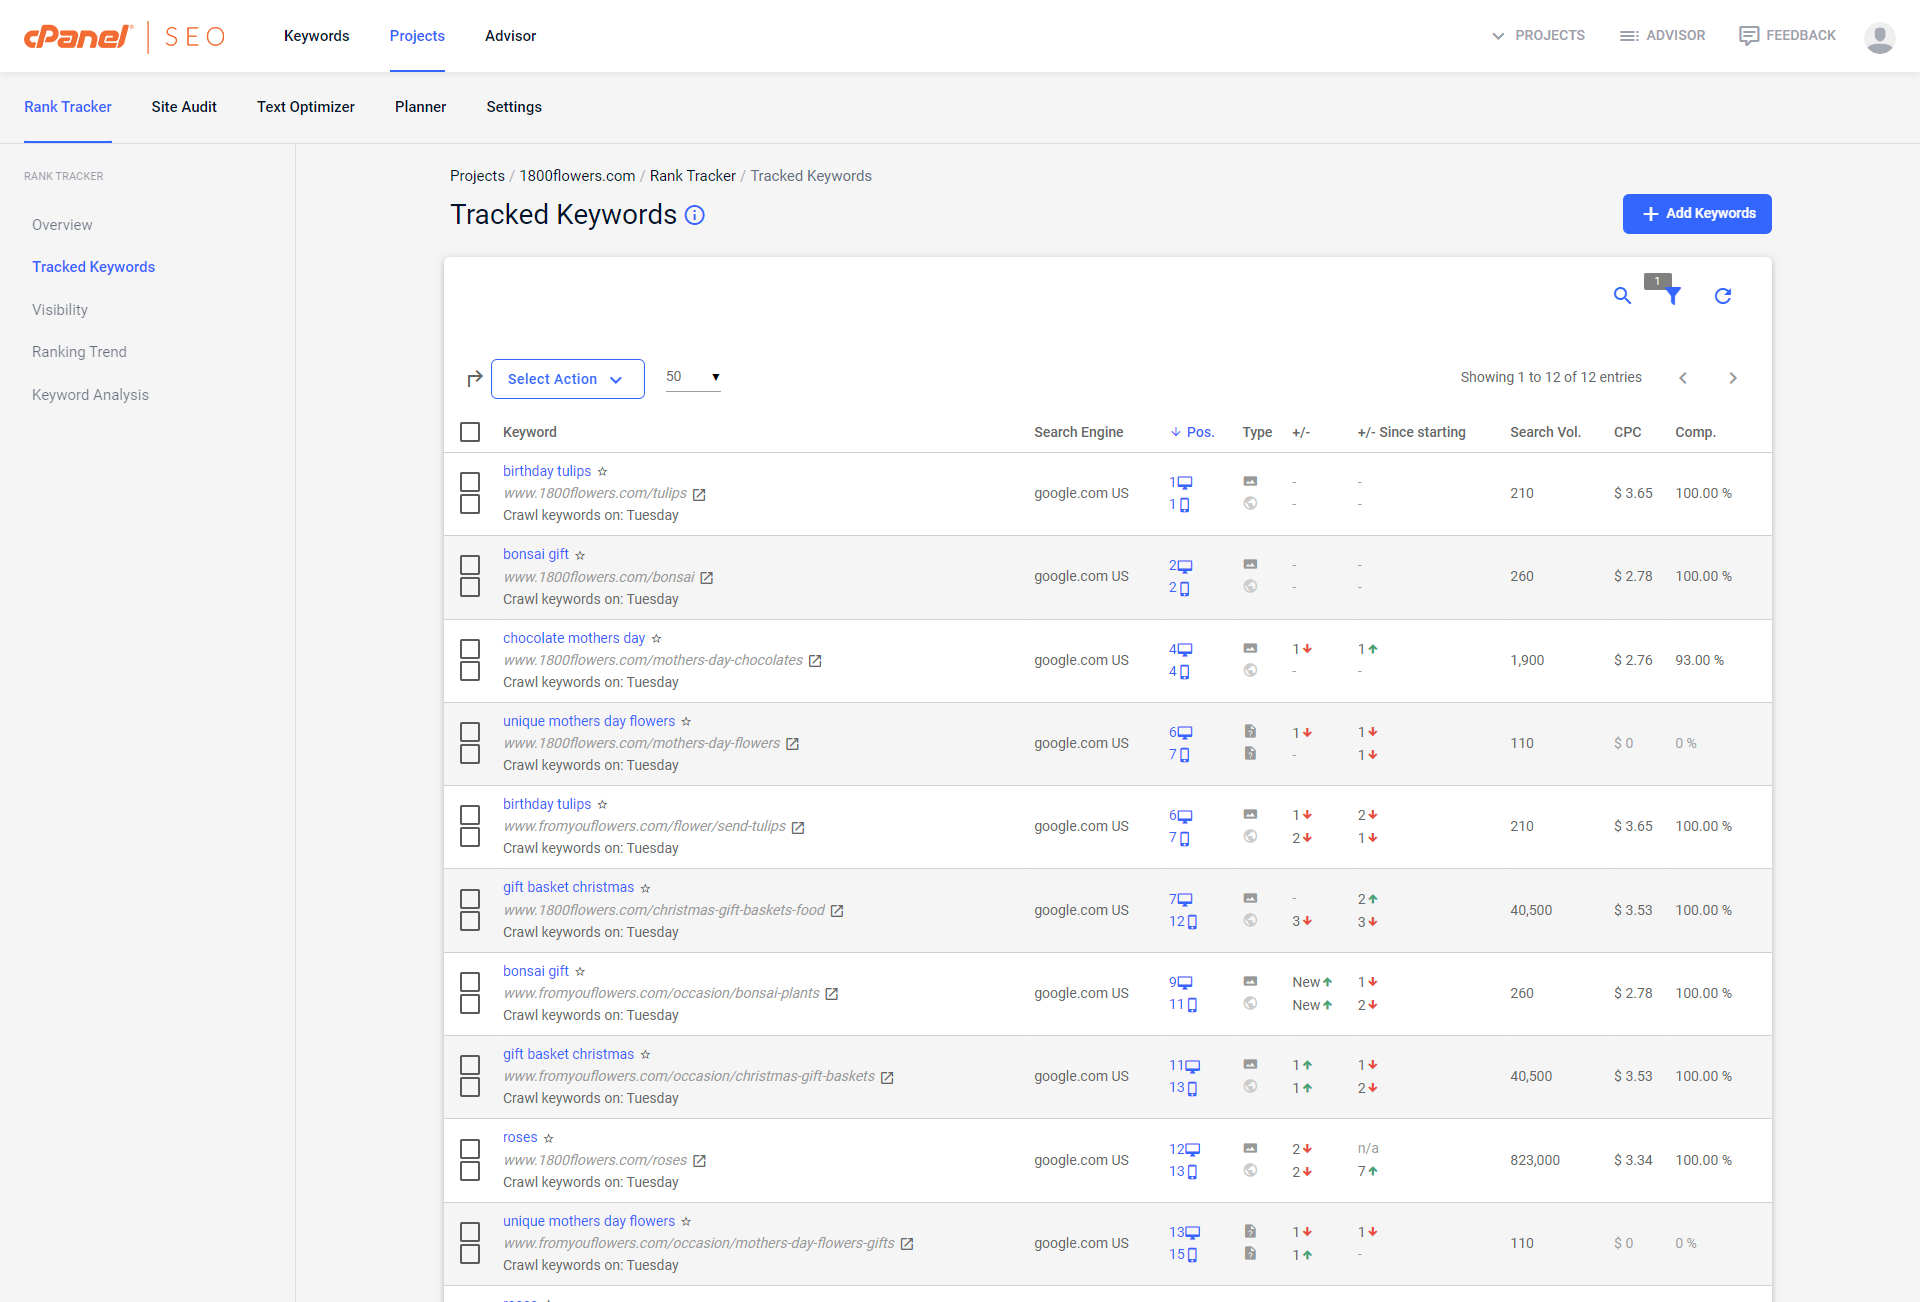 cPanel® | SEO Keywords Projects Advisor PROJECTS ADVISOR FEEDBACK
Rank Tracker Site Audit Text Optimizer Planner Settings
RANK TRACKER
Overview
Tracked Keywords
Visibility
Ranking Trend
Keyword Analysis
Projects / 1800flowers.com / Rank Tracker / Tracked Keywords
Tracked Keywords
+ Add Keywords
1
Select Action 50 Showing 1 to 12 of 12 entries
Keyword Search Engine Pos. Type +/- +/- Since starting Search Vol. CPC Comp.
birthday tulips
www.1800flowers.com/tulips
Crawl keywords on: Tuesday
google.com US
1 - -
1 - -
210 $ 3.65 100.00 %
bonsai gift
www.1800flowers.com/bonsai
Crawl keywords on: Tuesday
google.com US
2 - -
2 - -
260 $ 2.78 100.00 %
chocolate mothers day
www.1800flowers.com/mothers-day-chocolates
Crawl keywords on: Tuesday
google.com US
4 1 1
4 - -
1,900 $ 2.76 93.00 %
unique mothers day flowers
www.1800flowers.com/mothers-day-flowers
Crawl keywords on: Tuesday
google.com US
6 ? 1 1
7 ? - 1
110 $ 0 0 %
birthday tulips
www.fromyouflowers.com/flower/send-tulips
Crawl keywords on: Tuesday
google.com US
6 1 2
7 2 1
210 $ 3.65 100.00 %
gift basket christmas
www.1800flowers.com/christmas-gift-baskets-food
Crawl keywords on: Tuesday
google.com US
7 - 2
12 3 3
40,500 $ 3.53 100.00 %
bonsai gift
www.fromyouflowers.com/occasion/bonsai-plants
Crawl keywords on: Tuesday
google.com US
9 New 1
11 New 2
260 $ 2.78 100.00 %
gift basket christmas
www.fromyouflowers.com/occasion/christmas-gift-baskets
Crawl keywords on: Tuesday
google.com US
11 1 1
13 1 2
40,500 $ 3.53 100.00 %
roses
www.1800flowers.com/roses
Crawl keywords on: Tuesday
google.com US
12 2 n/a
13 2 7
823,000 $ 3.34 100.00 %
unique mothers day flowers
www.fromyouflowers.com/occasion/mothers-day-flowers-gifts
Crawl keywords on: Tuesday
google.com US
13 ? 1 1
15 ? 1 -
110 $ 0 0 %